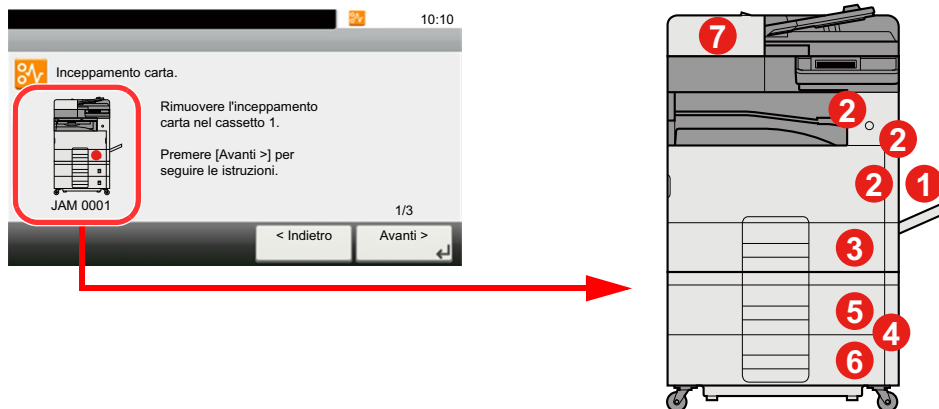 10:10
Inceppamento carta.
Rimuovere l'inceppamento
carta nel cassetto 1.
Premere [Avanti >] per
seguire le istruzioni.
JAM 0001
1/3
< Indietro
Avanti >
7
2
2
2
1
3
5
4
6